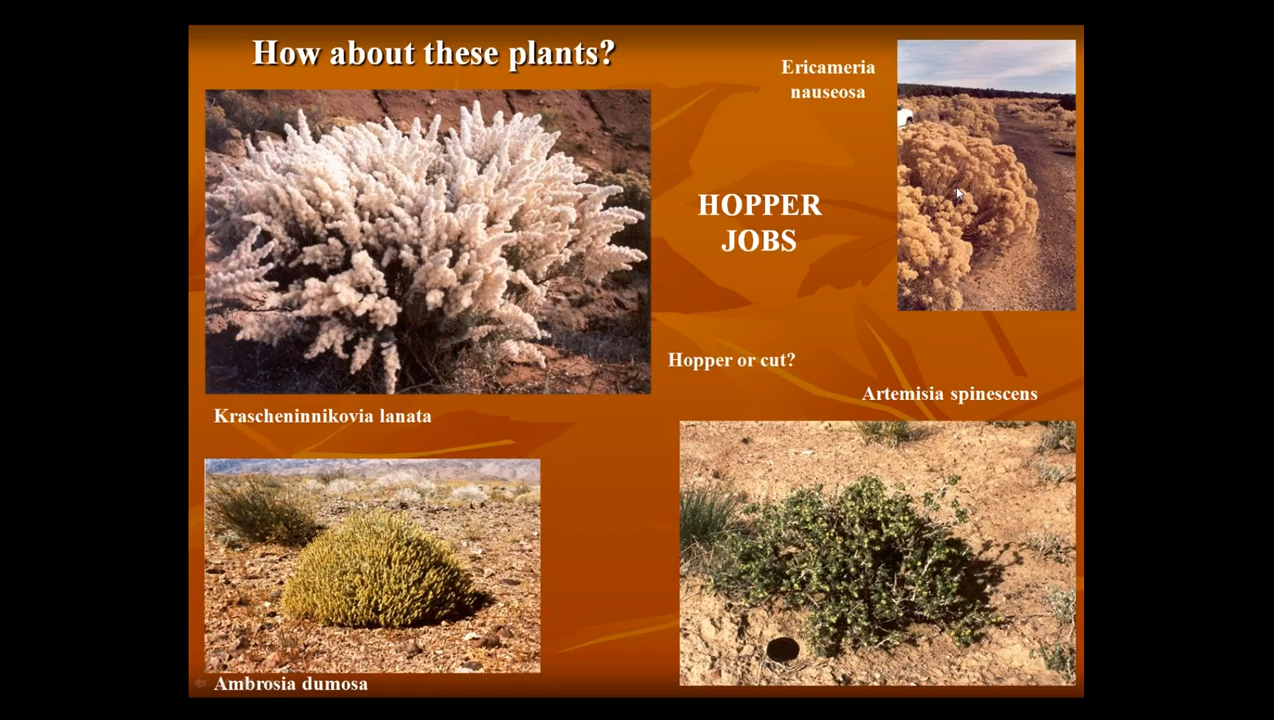 How about these plants?
Ericameria
nauseosa
HOPPER
JOBS
Hopper or cut?
Artemisia spinescens
Krascheninnikovia lanata
Ambrosia dumosa